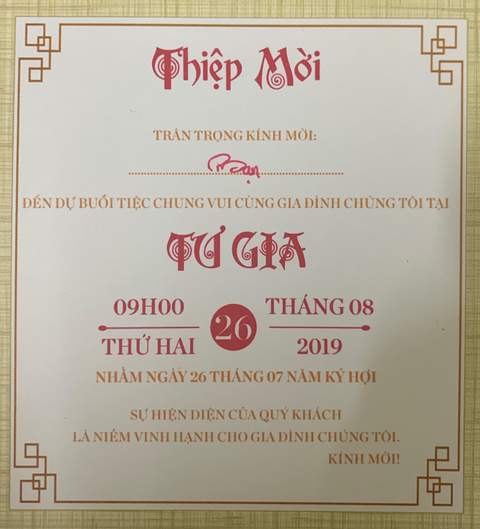 Thiệp Mời
TRÂN TRỌNG KÍNH MỜI:
Bạn
ĐẾN DỰ BUỔI TIỆC CHUNG VUI CÙNG GIA ĐÌNH CHÚNG TÔI TẠI
TƯ GIA
09H00
THỨ HAI
26
THÁNG 08
2019
NHẰM NGÀY 26 THÁNG 07 NĂM KỶ HỢI
SỰ HIỆN DIỆN CỦA QUÝ KHÁCH
LÀ NIỀM VINH HẠNH CHO GIA ĐÌNH CHÚNG TÔI.
KÍNH MỜI!